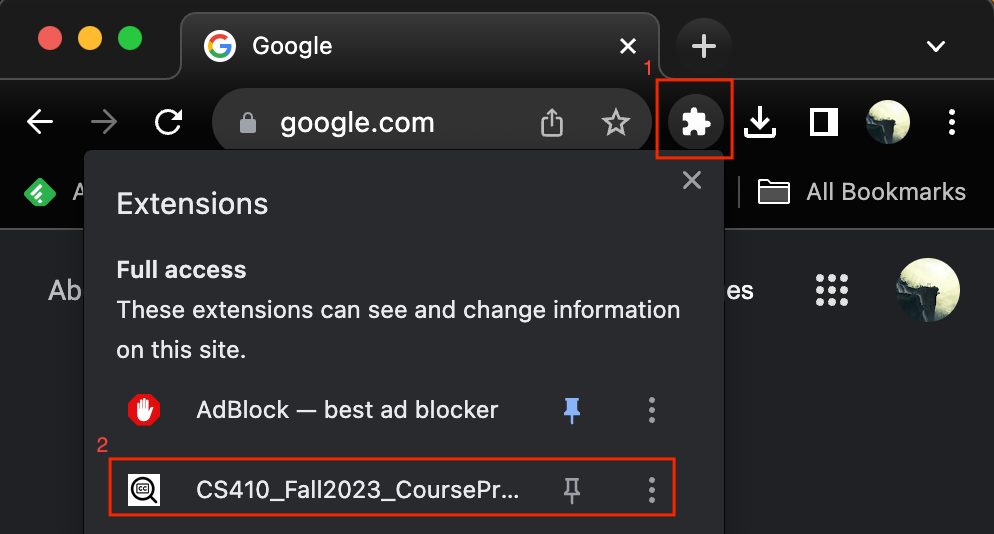 Google
1
google.com
A
All Bookmarks
Extensions
Ab
es
Full access
These extensions can see and change information
on this site.
AdBlock — best ad blocker
2
CC
CS410_Fall2023_CoursePr...